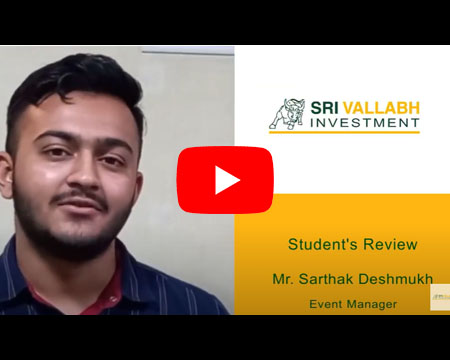 SRI VALLABH
INVESTMENT
Student's Review
Mr. Sarthak Deshmukh
Event Manager